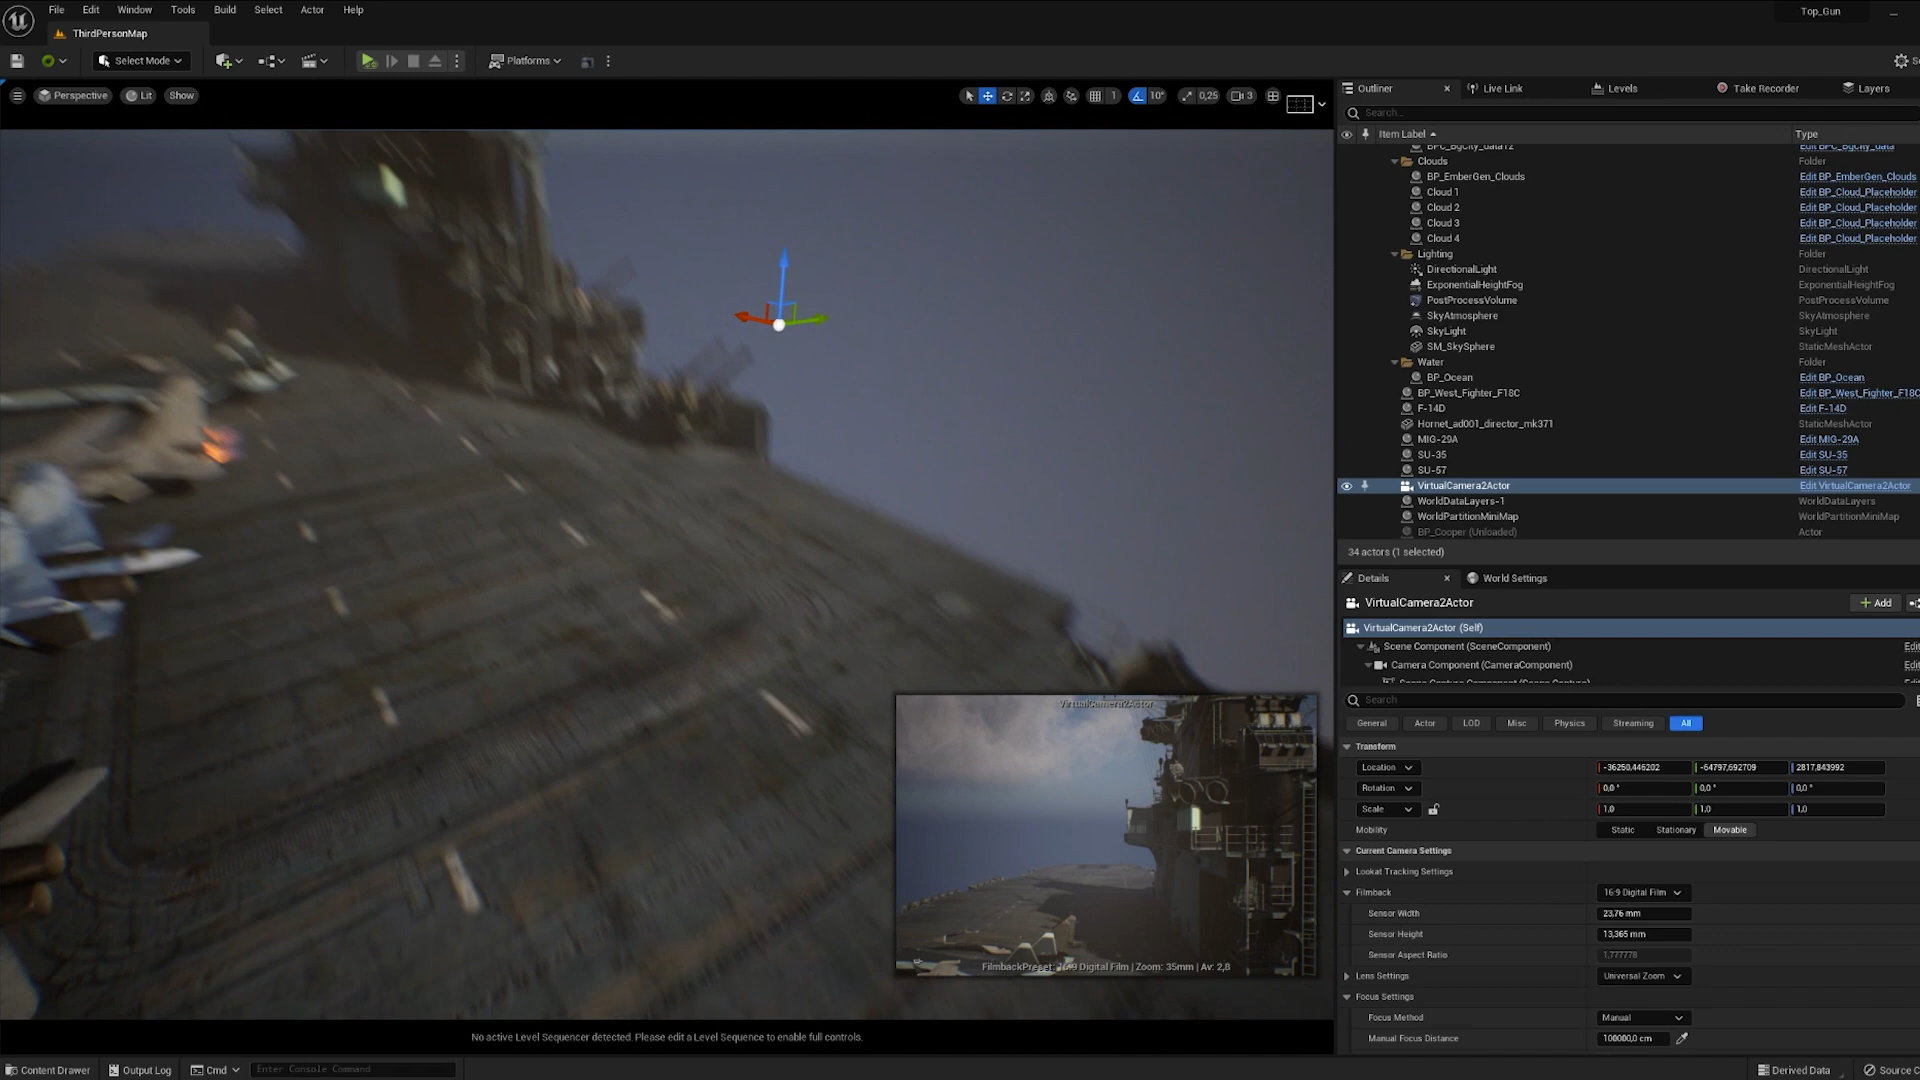 File Edit Window Tools Build Select Actor Help
Top_Gun
ThirdPersonMap
Select Mode
Platforms
Perspective Lit Show
1 10° 0,25 3
Outliner Live Link Levels Take Recorder Layers
Search...
Item Label Type
BPC_BgCity_data12 Edit BPC_BgCity_data
Clouds Folder
BP_EmberGen_Clouds Edit BP_EmberGen_Clouds
Cloud 1 Edit BP_Cloud_Placeholder
Cloud 2 Edit BP_Cloud_Placeholder
Cloud 3 Edit BP_Cloud_Placeholder
Cloud 4 Edit BP_Cloud_Placeholder
Lighting Folder
DirectionalLight DirectionalLight
ExponentialHeightFog ExponentialHeightFog
PostProcessVolume PostProcessVolume
SkyAtmosphere SkyAtmosphere
SkyLight SkyLight
SM_SkySphere StaticMeshActor
Water Folder
BP_Ocean Edit BP_Ocean
BP_West_Fighter_F18C Edit BP_West_Fighter_F18C
F-14D Edit F-14D
Hornet_ad001_director_mk371 StaticMeshActor
MIG-29A Edit MIG-29A
SU-35 Edit SU-35
SU-57 Edit SU-57
VirtualCamera2Actor Edit VirtualCamera2Actor
WorldDataLayers-1 WorldDataLayers
WorldPartitionMiniMap WorldPartitionMiniMap
BP_Cooper (Unloaded) Actor
34 actors (1 selected)
Details World Settings
VirtualCamera2Actor Add
VirtualCamera2Actor (Self)
Scene Component (SceneComponent) Edit
Camera Component (CameraComponent) Edit
Search
General Actor LOD Misc Physics Streaming All
Transform
Location -36250,446202 -64797,692709 2817,843992
Rotation 0,0 ° 0,0 ° 0,0 °
Scale 1,0 1,0 1,0
Mobility Static Stationary Movable
Current Camera Settings
Lookat Tracking Settings
Filmback 16:9 Digital Film
Sensor Width 23,76 mm
Sensor Height 13,365 mm
Sensor Aspect Ratio 1,777778
Lens Settings Universal Zoom
Focus Settings
Focus Method Manual
Manual Focus Distance 100000,0 cm
VirtualCamera2Actor
FilmbackPreset: 16:9 Digital Film | Zoom: 35mm | Av: 2,8
No active Level Sequencer detected. Please edit a Level Sequence to enable full controls.
Content Drawer Output Log Cmd Enter Console Command Derived Data Source C